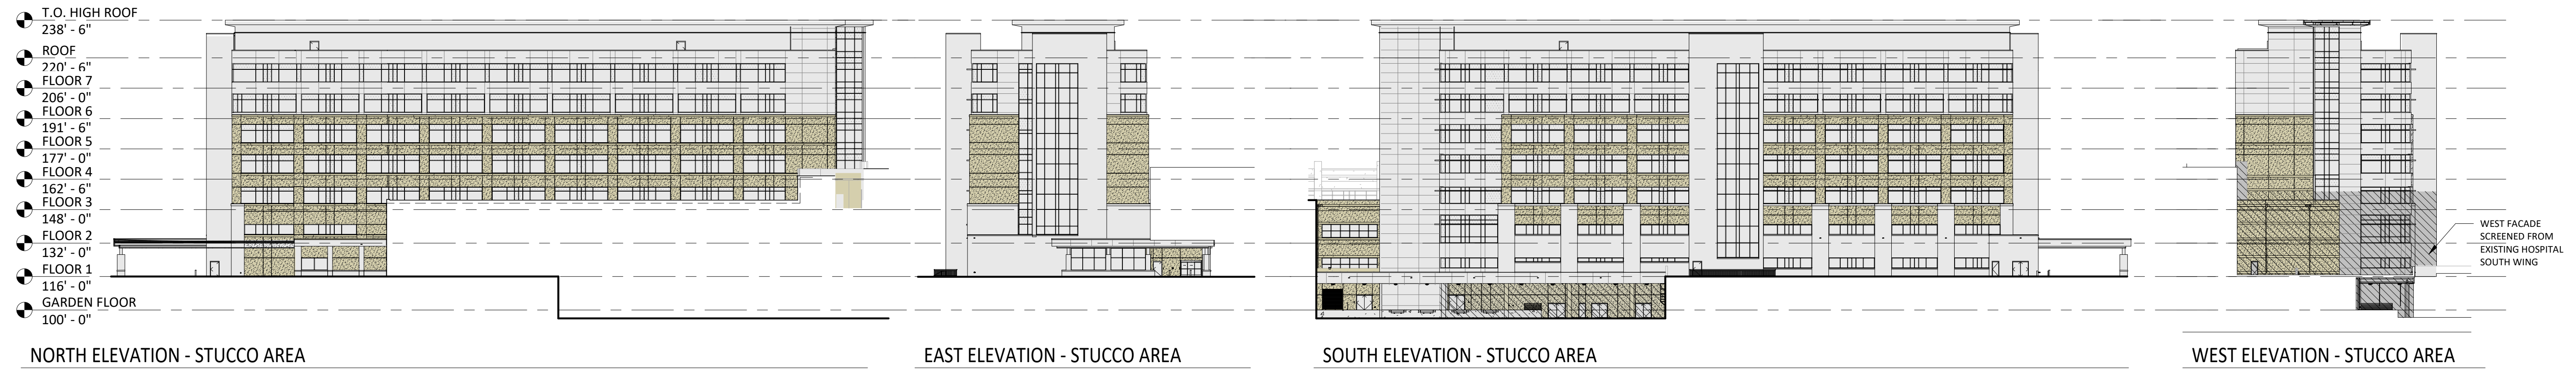 T.O. HIGH ROOF
238' - 6"
ROOF
220' - 6"
FLOOR 7
206' - 0"
FLOOR 6
191' - 6"
FLOOR 5
177' - 0"
FLOOR 4
162' - 6"
FLOOR 3
148' - 0"
FLOOR 2
132' - 0"
FLOOR 1
116' - 0"
GARDEN FLOOR
100' - 0"
WEST FACADE
SCREENED FROM
EXISTING HOSPITAL
SOUTH WING
NORTH ELEVATION - STUCCO AREA
EAST ELEVATION - STUCCO AREA
SOUTH ELEVATION - STUCCO AREA
WEST ELEVATION - STUCCO AREA